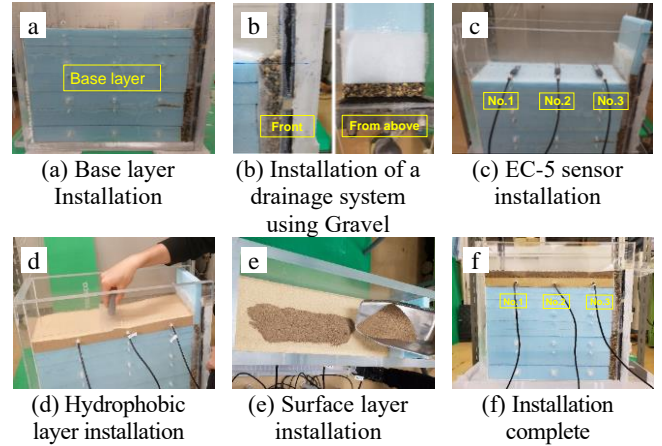 a
Base layer
b
Front
From above
c
No.1
No.2
No.3
(a) Base layer
Installation
(b) Installation of a
drainage system
using Gravel
(c) EC-5 sensor
installation
d
e
f
No.1
No.2
No.3
(d) Hydrophobic
layer installation
(e) Surface layer
installation
(f) Installation
complete